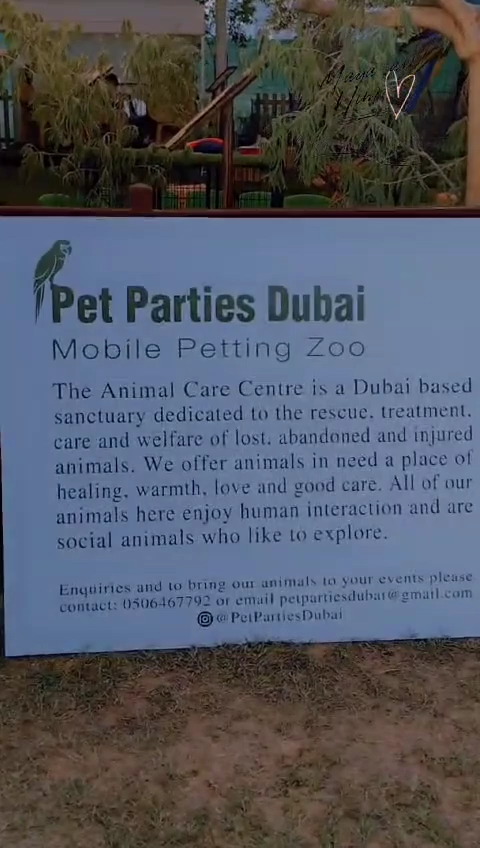 Pet Parties Dubai
Mobile Petting Zoo
The Animal Care Centre is a Dubai based
sanctuary dedicated to the rescue, treatment,
care and welfare of lost, abandoned and injured
animals. We offer animals in need a place of
healing, warmth, love and good care. All of our
animals here enjoy human interaction and are
social animals who like to explore.
Enquiries and to bring our animals to your events please
contact: 0506467792 or email petpartiesdubai@gmail.com
@PetPartiesDubai